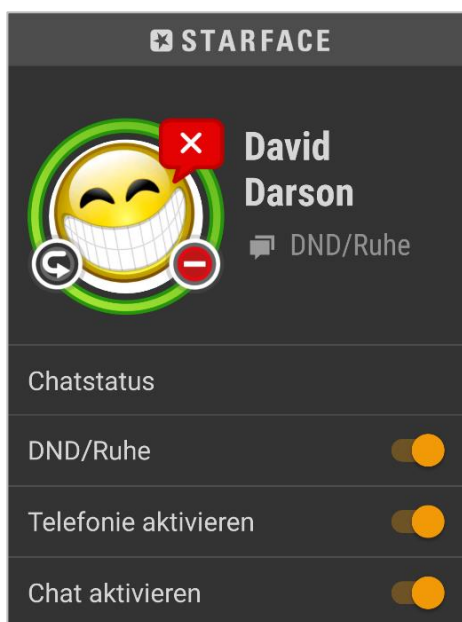 STARFACE
David
Darson
DND/Ruhe
Chatstatus
DND/Ruhe
Telefonie aktivieren
Chat aktivieren